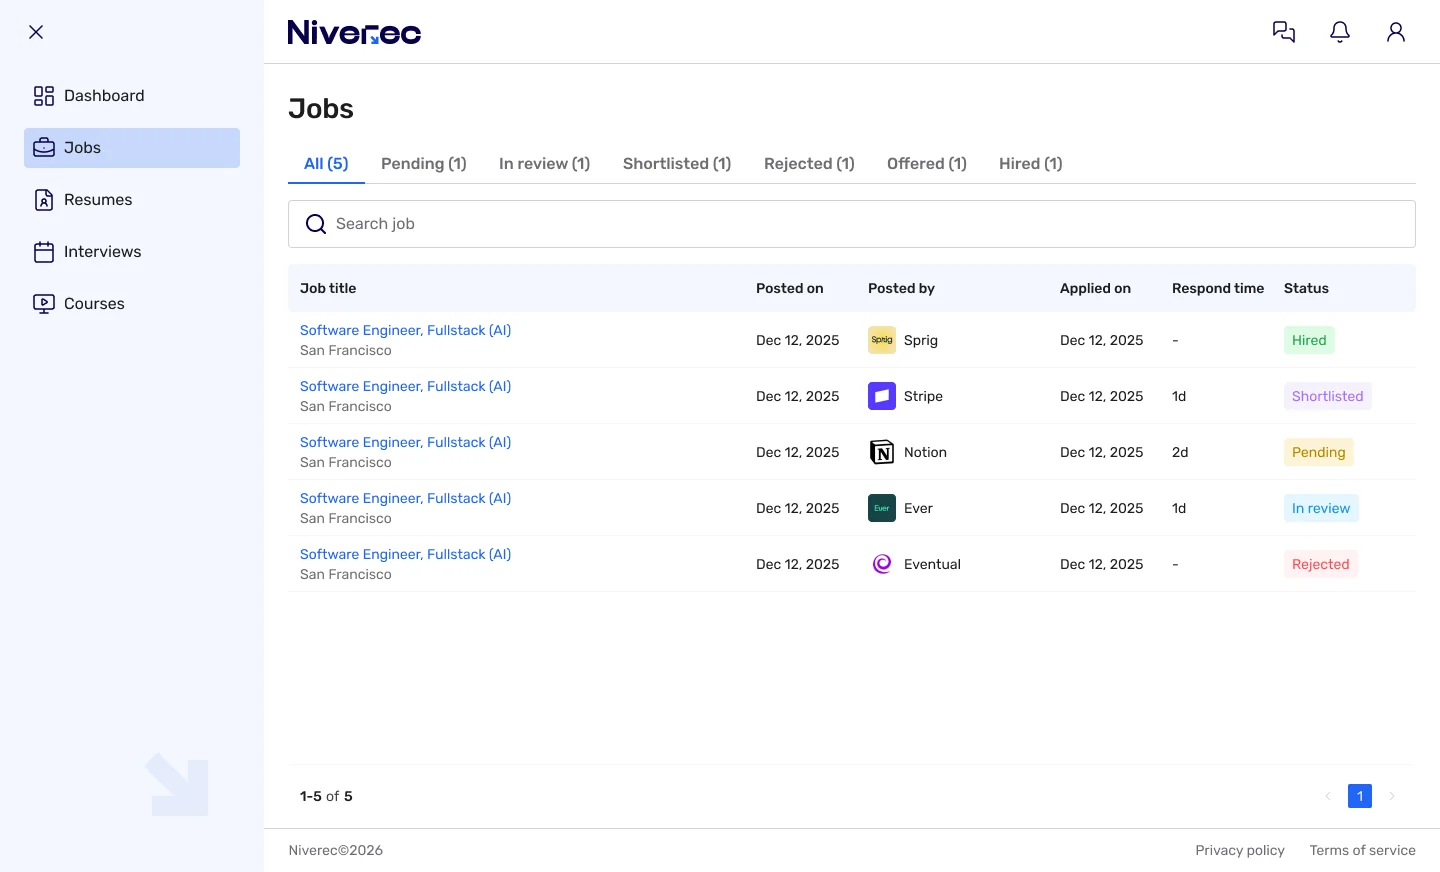 Niverec
Dashboard
Jobs
Resumes
Interviews
Courses
Jobs
All (5) Pending (1) In review (1) Shortlisted (1) Rejected (1) Offered (1) Hired (1)
Search job
Job title Posted on Posted by Applied on Respond time Status
Software Engineer, Fullstack (AI)
San Francisco
Dec 12, 2025 Sprig Sprig Dec 12, 2025 - Hired
Software Engineer, Fullstack (AI)
San Francisco
Dec 12, 2025 Stripe Dec 12, 2025 1d Shortlisted
Software Engineer, Fullstack (AI)
San Francisco
Dec 12, 2025 N Notion Dec 12, 2025 2d Pending
Software Engineer, Fullstack (AI)
San Francisco
Dec 12, 2025 Ever Ever Dec 12, 2025 1d In review
Software Engineer, Fullstack (AI)
San Francisco
Dec 12, 2025 Eventual Dec 12, 2025 - Rejected
1-5 of 5 1
Niverec©2026 Privacy policy Terms of service